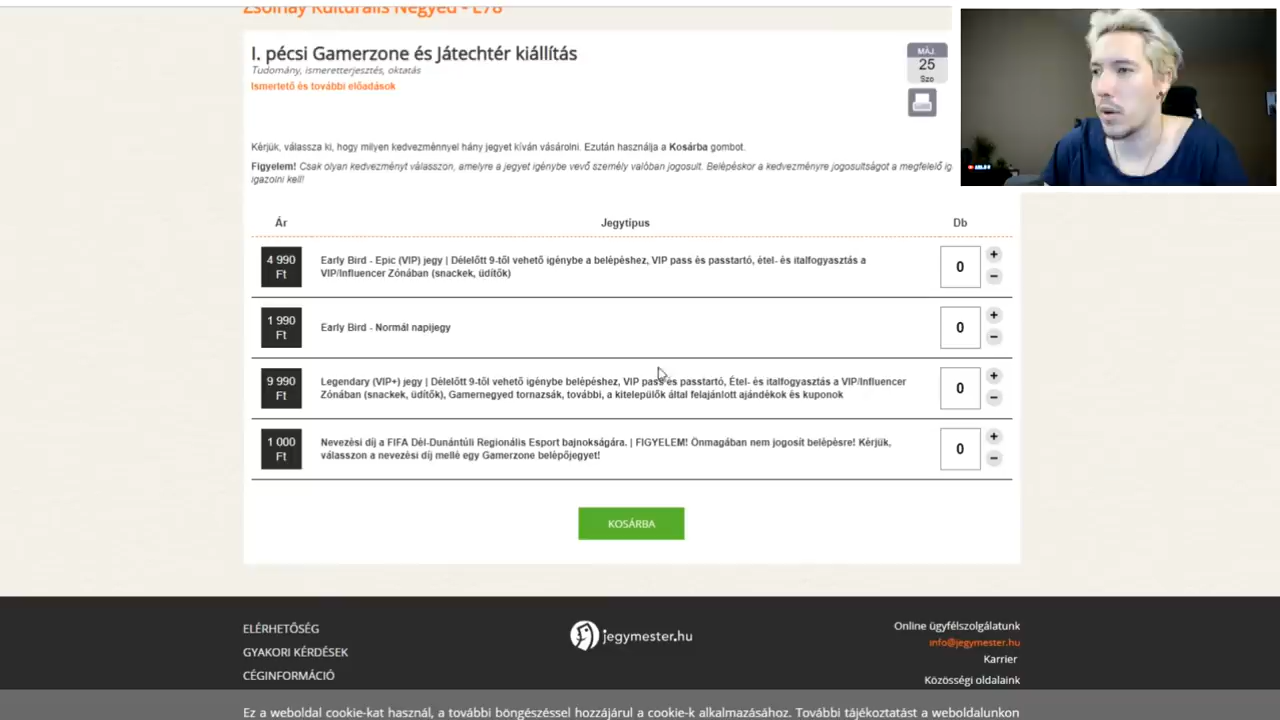 Zsolnay Kulturális Negyed - E78
I. pécsi Gamerzone és Játechtér kiállítás
Tudomány, ismeretterjesztés, oktatás
Ismertető és további előadások
MÁJ.
25
Szo
Kérjük, válassza ki, hogy milyen kedvezménnyel hány jegyet kíván vásárolni. Ezután használja a Kosárba gombot.
Figyelem! Csak olyan kedvezményt válasszon, amelyre a jegyet igénybe vevő személy valóban jogosult. Belépéskor a kedvezményre jogosultságot a megfelelő
igazolni kell!
Ár Jegytípus Db
4 990
Ft
Early Bird - Epic (VIP) jegy | Délelőtt 9-től vehető igénybe a belépéshez, VIP pass és passtartó, étel- és italfogyasztás a
VIP/Influencer Zónában (snackek, üdítők)
0
+
−
1 990
Ft
Early Bird - Normál napijegy
0
+
−
9 990
Ft
Legendary (VIP+) jegy | Délelőtt 9-től vehető igénybe belépéshez, VIP pass és passtartó, Étel- és italfogyasztás a VIP/Influencer
Zónában (snackek, üdítők), Gamernegyed tornazsák, további, a kitelepülők által felajánlott ajándékok és kuponok
0
+
−
1 000
Ft
Nevezési díj a FIFA Dél-Dunántúli Regionális Esport bajnokságára. | FIGYELEM! Önmagában nem jogosít belépésre! Kérjük,
válasszon a nevezési díj mellé egy Gamerzone belépőjegyet!
0
+
−
KOSÁRBA
ELÉRHETŐSÉG
GYAKORI KÉRDÉSEK
CÉGINFORMÁCIÓ
jegymester.hu
Online ügyfélszolgálatunk
info@jegymester.hu
Karrier
Közösségi oldalaink
Ez a weboldal cookie-kat használ, a további böngészéssel hozzájárul a cookie-k alkalmazásához. További tájékoztatást a weboldalunkon